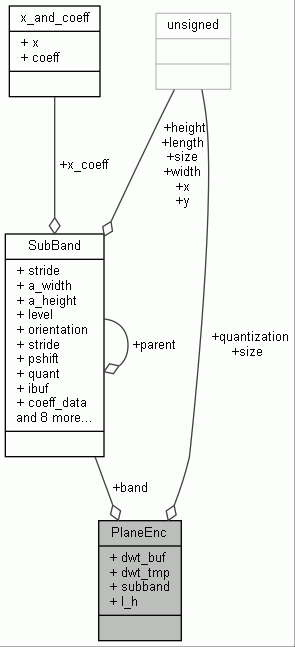 x_and_coeff
+ x
+ coeff
unsigned
+x_coeff
+height
+length
+size
+width
+x
+y
SubBand
+ stride
+ a_width
+ a_height
+ level
+ orientation
+ stride
+ pshift
+ quant
+ ibuf
+ coeff_data
and 8 more...
+parent
+quantization
+size
+band
PlaneEnc
+ dwt_buf
+ dwt_tmp
+ subband
+ l_h